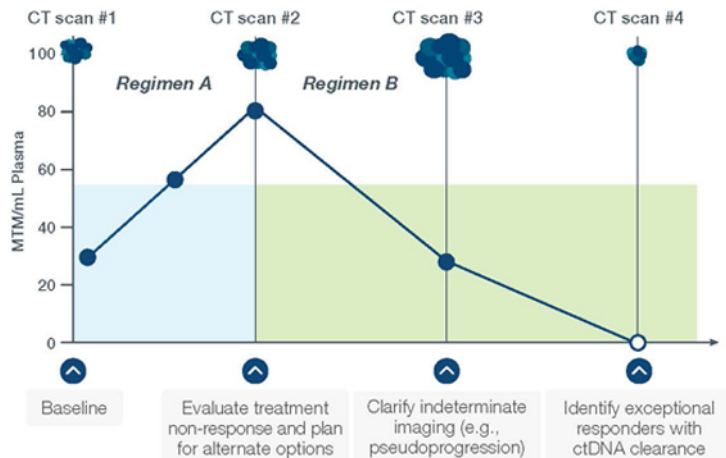 CT scan #1
CT scan #2
CT scan #3
CT scan #4
100
80
60
40
20
0
MTM/mL Plasma
Regimen A
Regimen B
Baseline
Evaluate treatment
non-response and plan
for alternate options
Clarify indeterminate
imaging (e.g.,
pseudoprogression)
Identify exceptional
responders with
ctDNA clearance